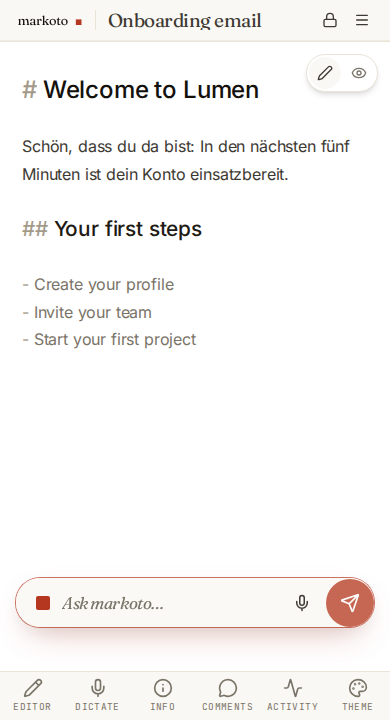 markoto
Onboarding email
# Welcome to Lumen
Schön, dass du da bist: In den nächsten fünf
Minuten ist dein Konto einsatzbereit.
## Your first steps
- Create your profile
- Invite your team
- Start your first project
Ask markoto...
EDITOR DICTATE INFO COMMENTS ACTIVITY THEME